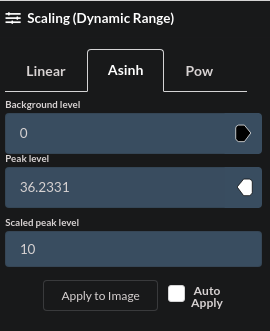 Scaling (Dynamic Range)
Linear
Asinh
Pow
Background level
0
Peak level
36.2331
Scaled peak level
10
Apply to Image
Auto
Apply